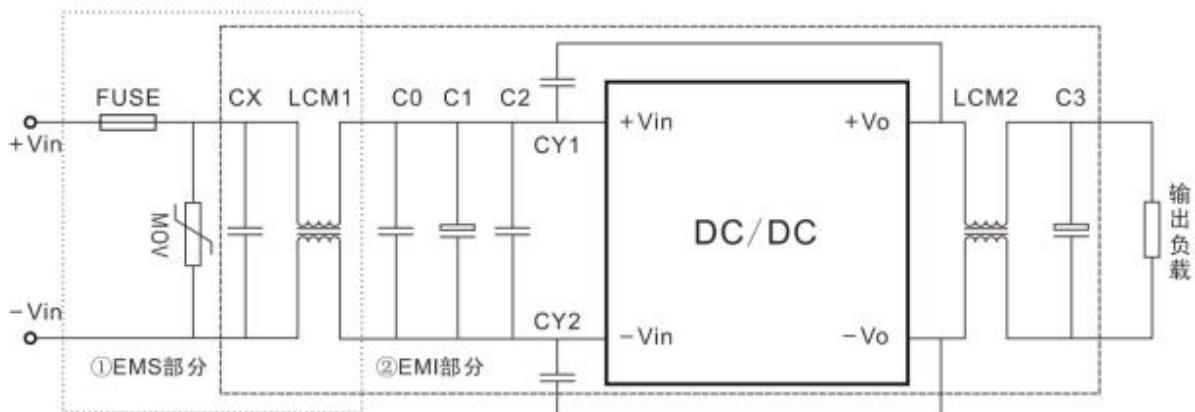 FUSE
CX
LCM1
C0
C1
C2
CY1
+Vin
+Vin
+Vo
LCM2
C3
MOV
DC/DC
输出负载
-Vin
CY2
-Vin
-Vo
①EMS部分
②EMI部分